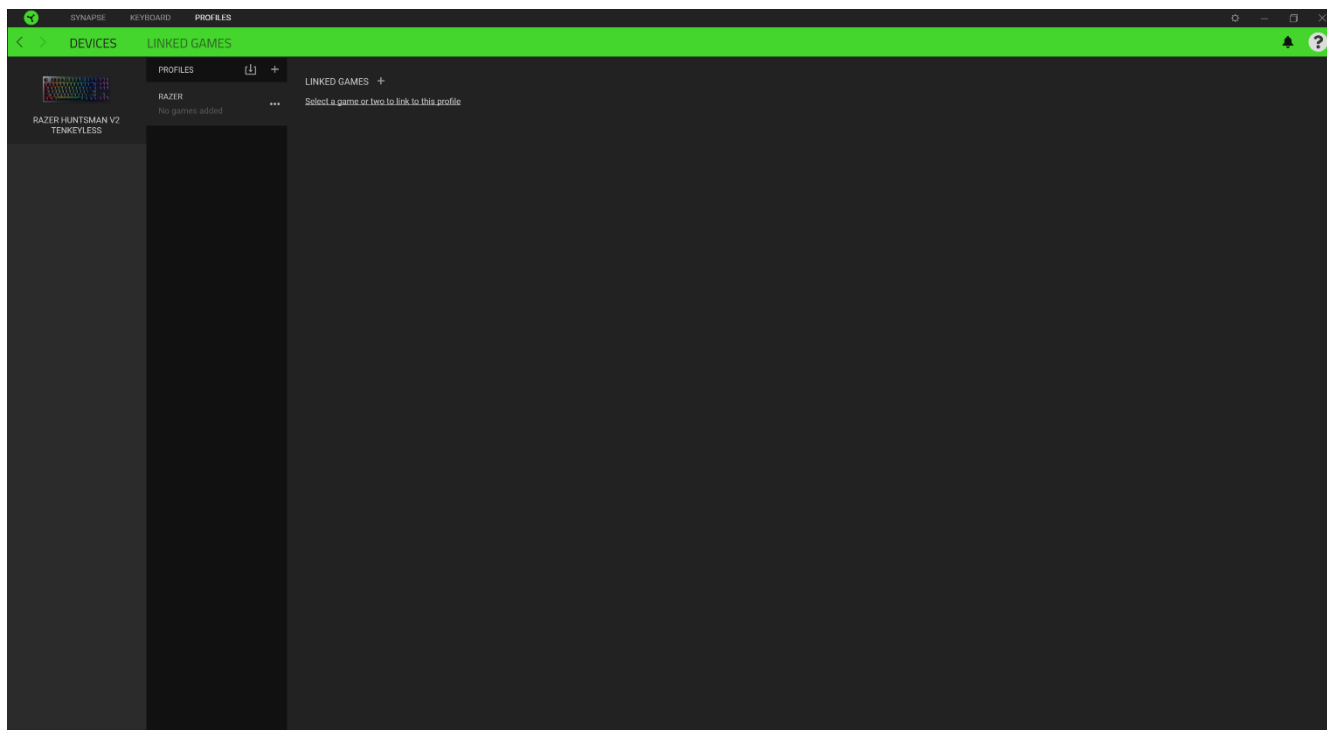 SYNAPSE KEYBOARD PROFILES
DEVICES LINKED GAMES
?
RAZER HUNTSMAN V2
TENKEYLESS
PROFILES
RAZER
No games added
LINKED GAMES +
Select a game or two to link to this profile